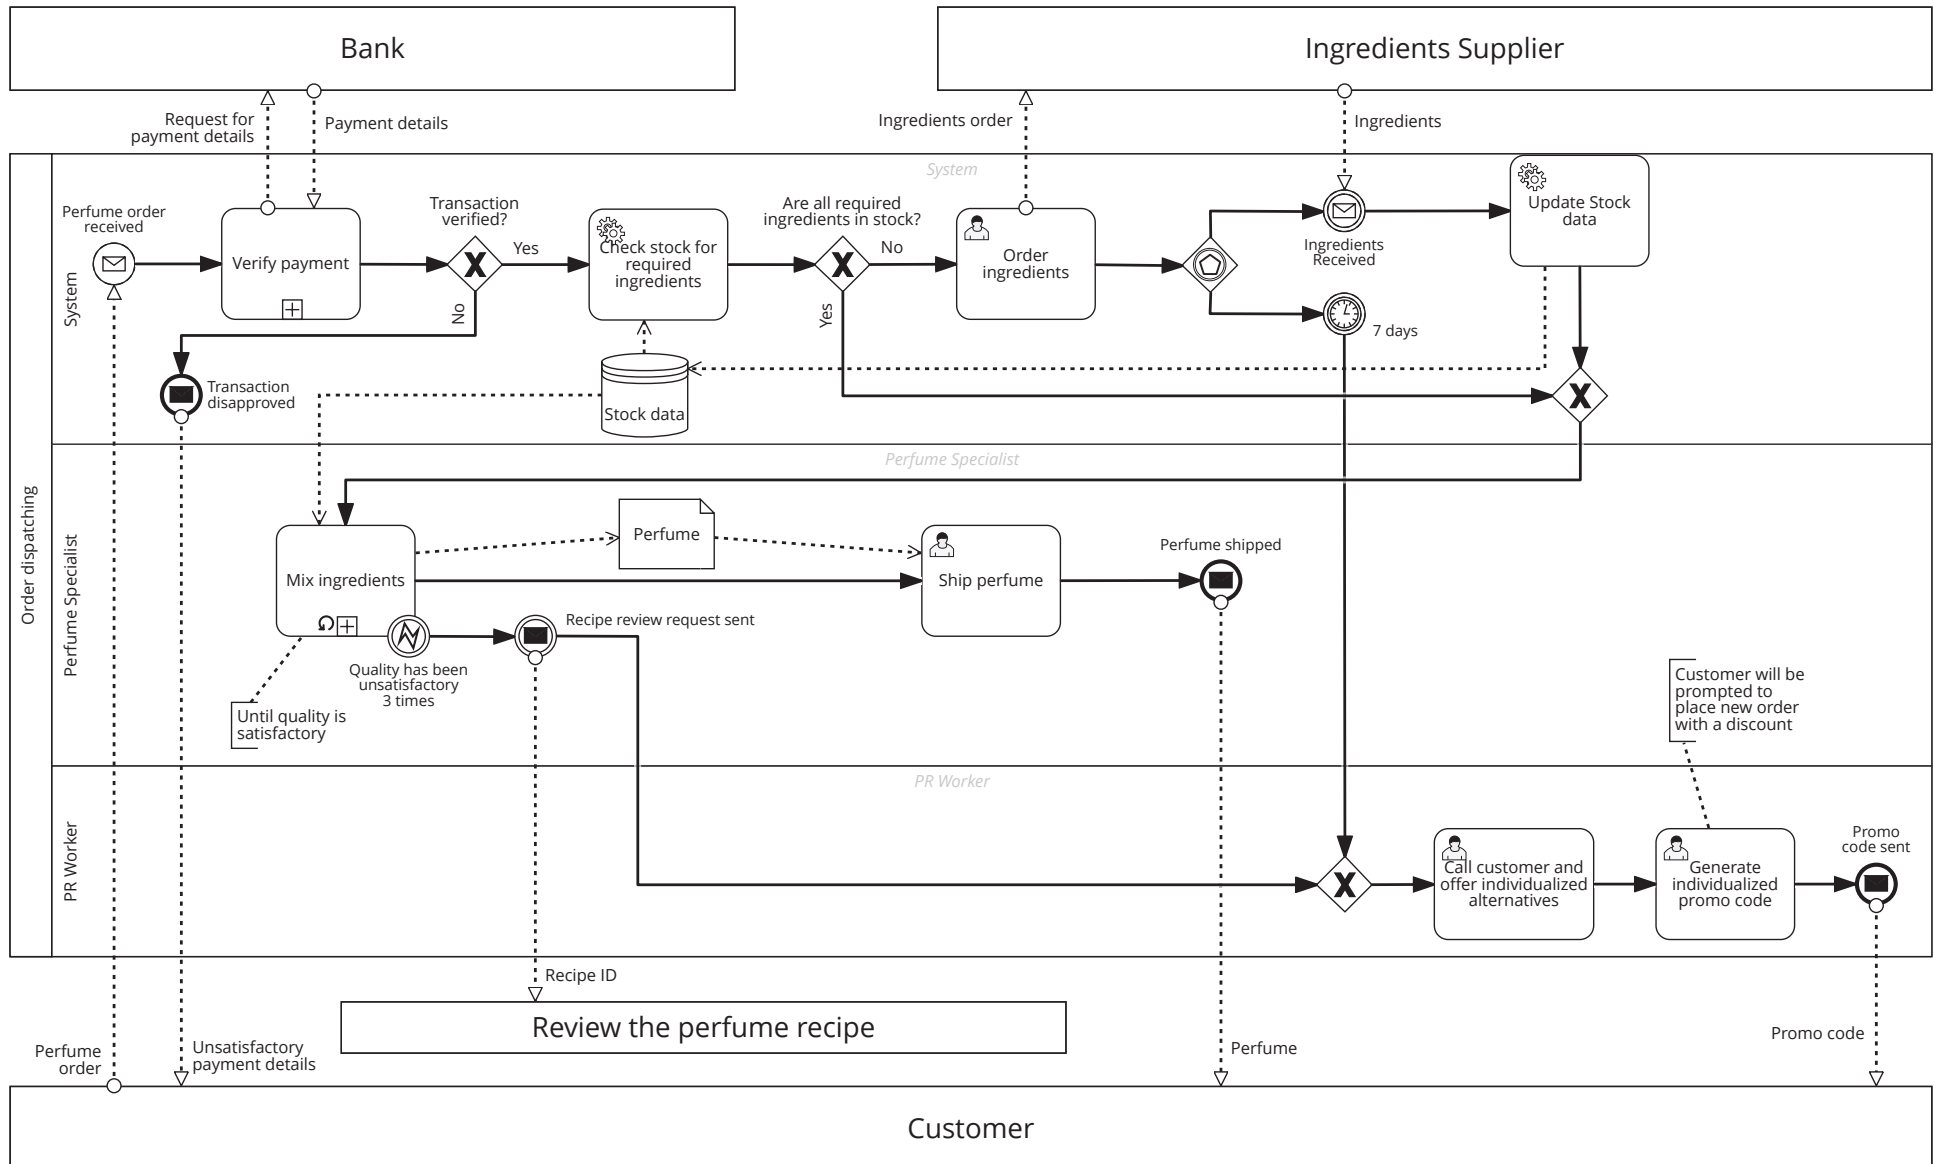 Bank
Ingredients Supplier
Request for
payment details
Payment details
Ingredients order
Ingredients
Order dispatching
System
System
Perfume order
received
Verify payment
Transaction
verified?
Yes
No
Check stock for
required
ingredients
Are all required
ingredients in stock?
No
Yes
Order
ingredients
Ingredients
Received
7 days
Update Stock
data
Transaction
disapproved
Stock data
Perfume Specialist
Perfume Specialist
Mix ingredients
Perfume
Ship perfume
Perfume shipped
Recipe review request sent
Quality has been
unsatisfactory
3 times
Until quality is
satisfactory
Customer will be
prompted to
place new order
with a discount
PR Worker
PR Worker
Call customer and
offer individualized
alternatives
Generate
individualized
promo code
Promo
code sent
Recipe ID
Review the perfume recipe
Perfume
order
Unsatisfactory
payment details
Perfume
Promo code
Customer